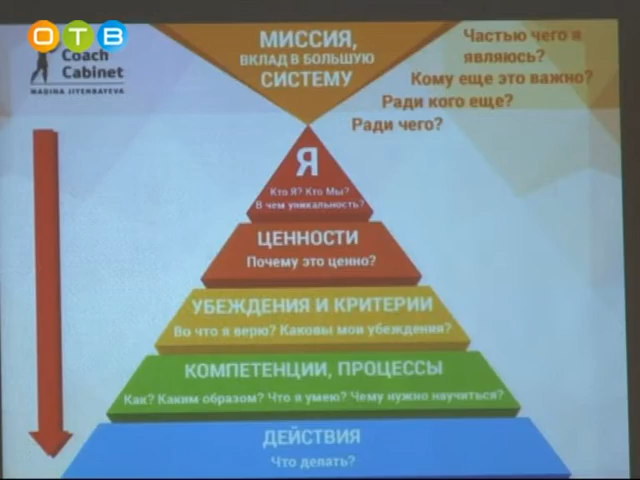 ОТВ
Coach
Cabinet
MADINA JITENBAYEVA
МИССИЯ,
ВКЛАД В БОЛЬШУЮ
СИСТЕМУ
Частью чего я
являюсь?
Кому еще это важно?
Ради кого еще?
Ради чего?
Я
Кто Я? Кто Мы?
В чем уникальность?
ЦЕННОСТИ
Почему это ценно?
УБЕЖДЕНИЯ И КРИТЕРИИ
Во что я верю? Каковы мои убеждения?
КОМПЕТЕНЦИИ, ПРОЦЕССЫ
Как? Каким образом? Что я умею? Чему нужно научиться?
ДЕЙСТВИЯ
Что делать?